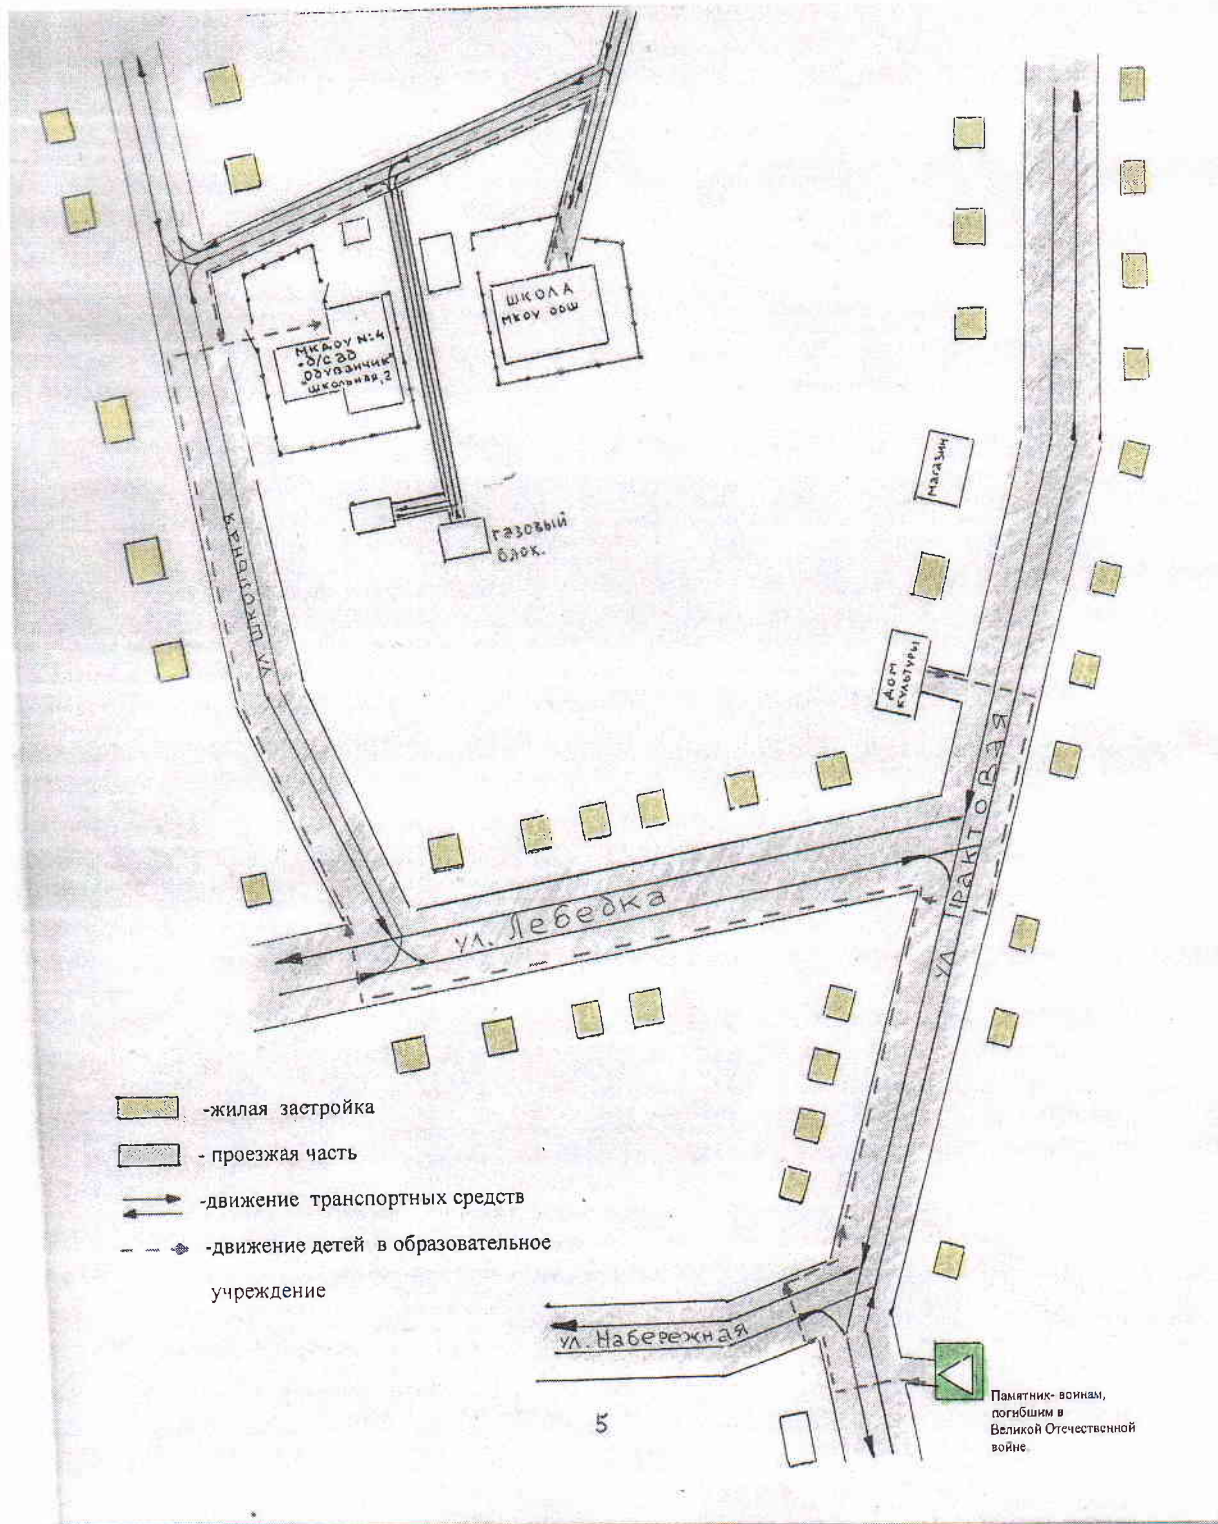 ШКОЛА
МКОУ ООШ
МКДОУ №4
"д/сад
"Одуванчик"
школьная, 2
магазин
газовый
блок.
ул Школьная
Дом
культуры
ул. Лебедка
ул Трактовая
-жилая застройка
- проезжая часть
-движение транспортных средств
-движение детей в образовательное
учреждение
ул. Набережная
Памятник- воинам,
погибшим в
Великой Отечественной
войне.
5